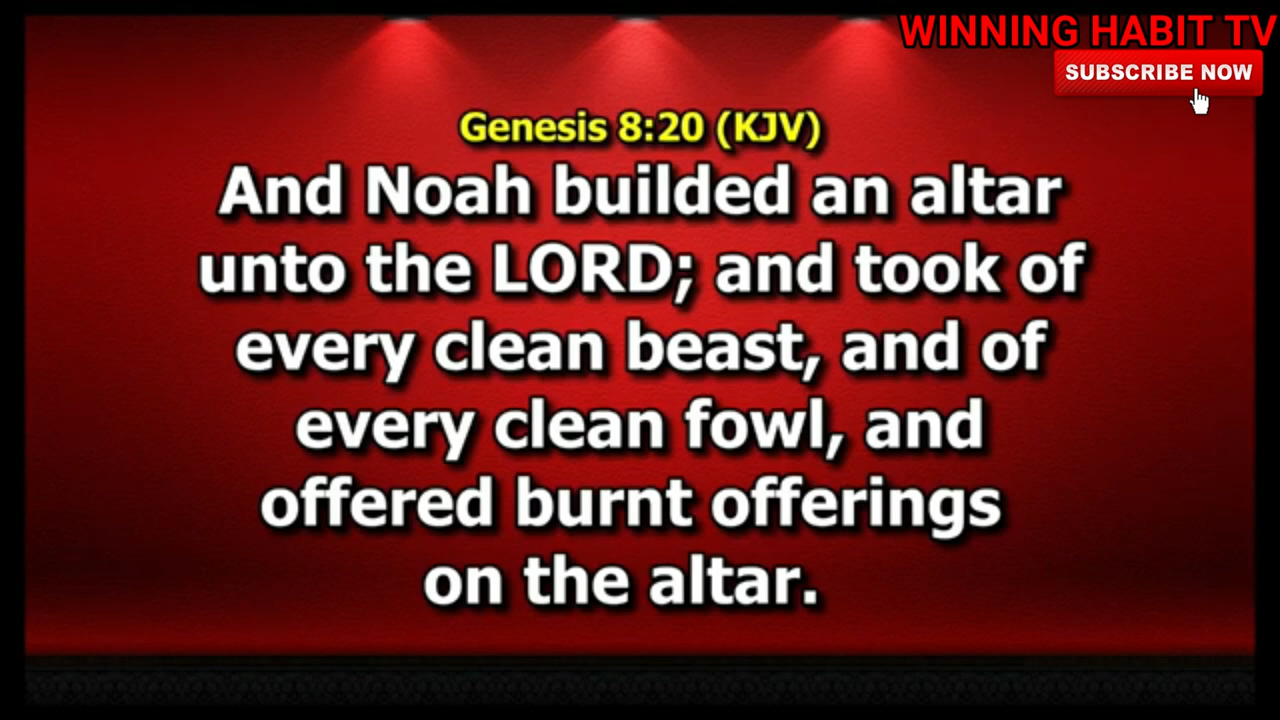 WINNING HABIT TV
SUBSCRIBE NOW
Genesis 8:20 (KJV)
And Noah builded an altar
unto the LORD; and took of
every clean beast, and of
every clean fowl, and
offered burnt offerings
on the altar.